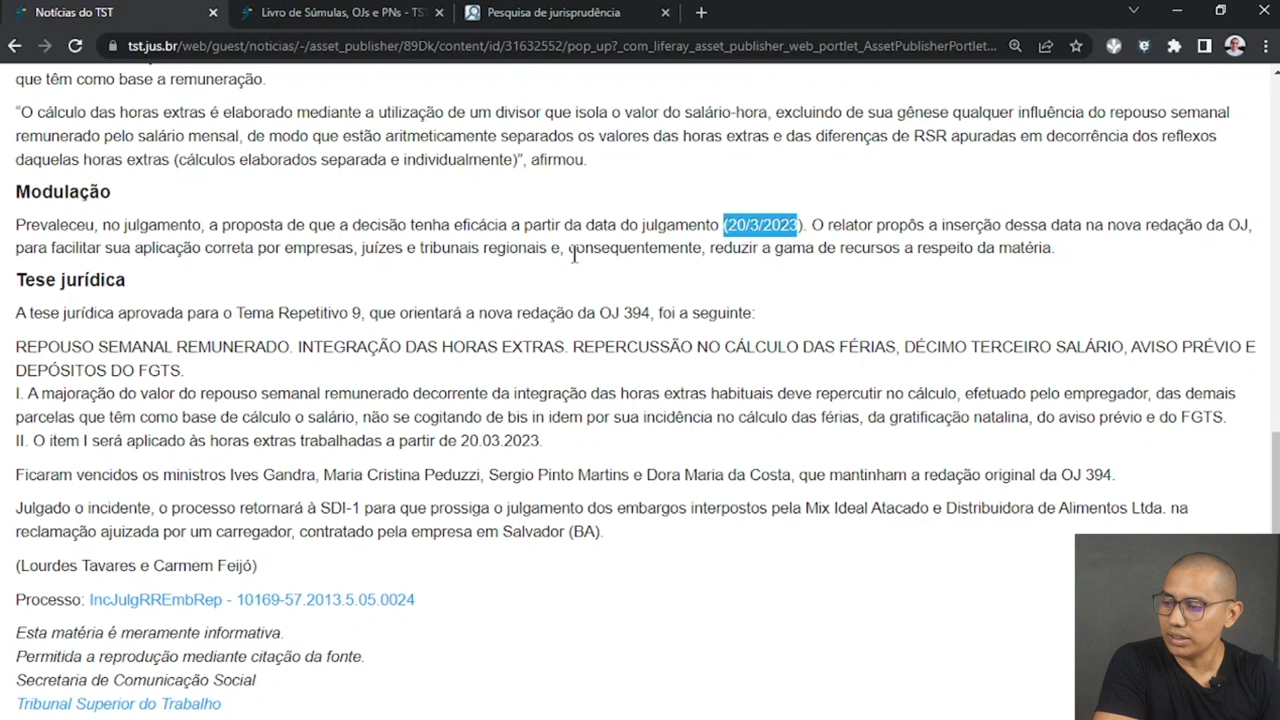 Notícias do TST
Livro de Súmulas, OJs e PNs - TST
Pesquisa de jurisprudência
tst.jus.br/web/guest/noticias/-/asset_publisher/89Dk/content/id/31632552/pop_up?_com_liferay_asset_publisher_web_portlet_AssetPublisherPortlet...
que têm como base a remuneração.
“O cálculo das horas extras é elaborado mediante a utilização de um divisor que isola o valor do salário-hora, excluindo de sua gênese qualquer influência do repouso semanal
remunerado pelo salário mensal, de modo que estão aritmeticamente separados os valores das horas extras e das diferenças de RSR apuradas em decorrência dos reflexos
daquelas horas extras (cálculos elaborados separada e individualmente)”, afirmou.
Modulação
Prevaleceu, no julgamento, a proposta de que a decisão tenha eficácia a partir da data do julgamento (20/3/2023). O relator propôs a inserção dessa data na nova redação da OJ,
para facilitar sua aplicação correta por empresas, juízes e tribunais regionais e, consequentemente, reduzir a gama de recursos a respeito da matéria.
Tese jurídica
A tese jurídica aprovada para o Tema Repetitivo 9, que orientará a nova redação da OJ 394, foi a seguinte:
REPOUSO SEMANAL REMUNERADO. INTEGRAÇÃO DAS HORAS EXTRAS. REPERCUSSÃO NO CÁLCULO DAS FÉRIAS, DÉCIMO TERCEIRO SALÁRIO, AVISO PRÉVIO E
DEPÓSITOS DO FGTS.
I. A majoração do valor do repouso semanal remunerado decorrente da integração das horas extras habituais deve repercutir no cálculo, efetuado pelo empregador, das demais
parcelas que têm como base de cálculo o salário, não se cogitando de bis in idem por sua incidência no cálculo das férias, da gratificação natalina, do aviso prévio e do FGTS.
II. O item I será aplicado às horas extras trabalhadas a partir de 20.03.2023.
Ficaram vencidos os ministros Ives Gandra, Maria Cristina Peduzzi, Sergio Pinto Martins e Dora Maria da Costa, que mantinham a redação original da OJ 394.
Julgado o incidente, o processo retornará à SDI-1 para que prossiga o julgamento dos embargos interpostos pela Mix Ideal Atacado e Distribuidora de Alimentos Ltda. na
reclamação ajuizada por um carregador, contratado pela empresa em Salvador (BA).
(Lourdes Tavares e Carmem Feijó)
Processo: IncJulgRREmbRep - 10169-57.2013.5.05.0024
Esta matéria é meramente informativa.
Permitida a reprodução mediante citação da fonte.
Secretaria de Comunicação Social
Tribunal Superior do Trabalho